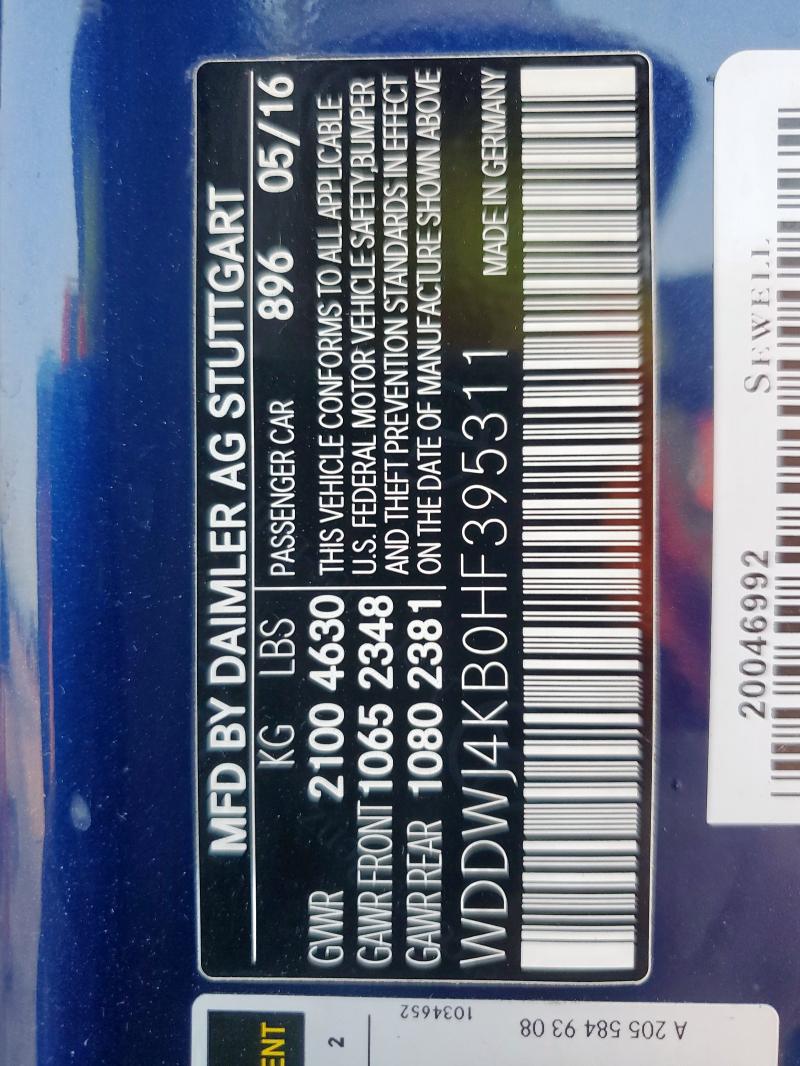 MFD BY DAIMLER AG STUTTGART
KG LBS PASSENGER CAR 896 05/16
GVWR 2100 4630
GAWR FRONT 1065 2348
GAWR REAR 1080 2381
THIS VEHICLE CONFORMS TO ALL APPLICABLE
U.S. FEDERAL MOTOR VEHICLE SAFETY,BUMPER
AND THEFT PREVENTION STANDARDS IN EFFECT
ON THE DATE OF MANUFACTURE SHOWN ABOVE
WDDWJ4KB0HF395311 MADE IN GERMANY
20046992
SEWELL
ENT
2
1034652
A 205 584 93 08